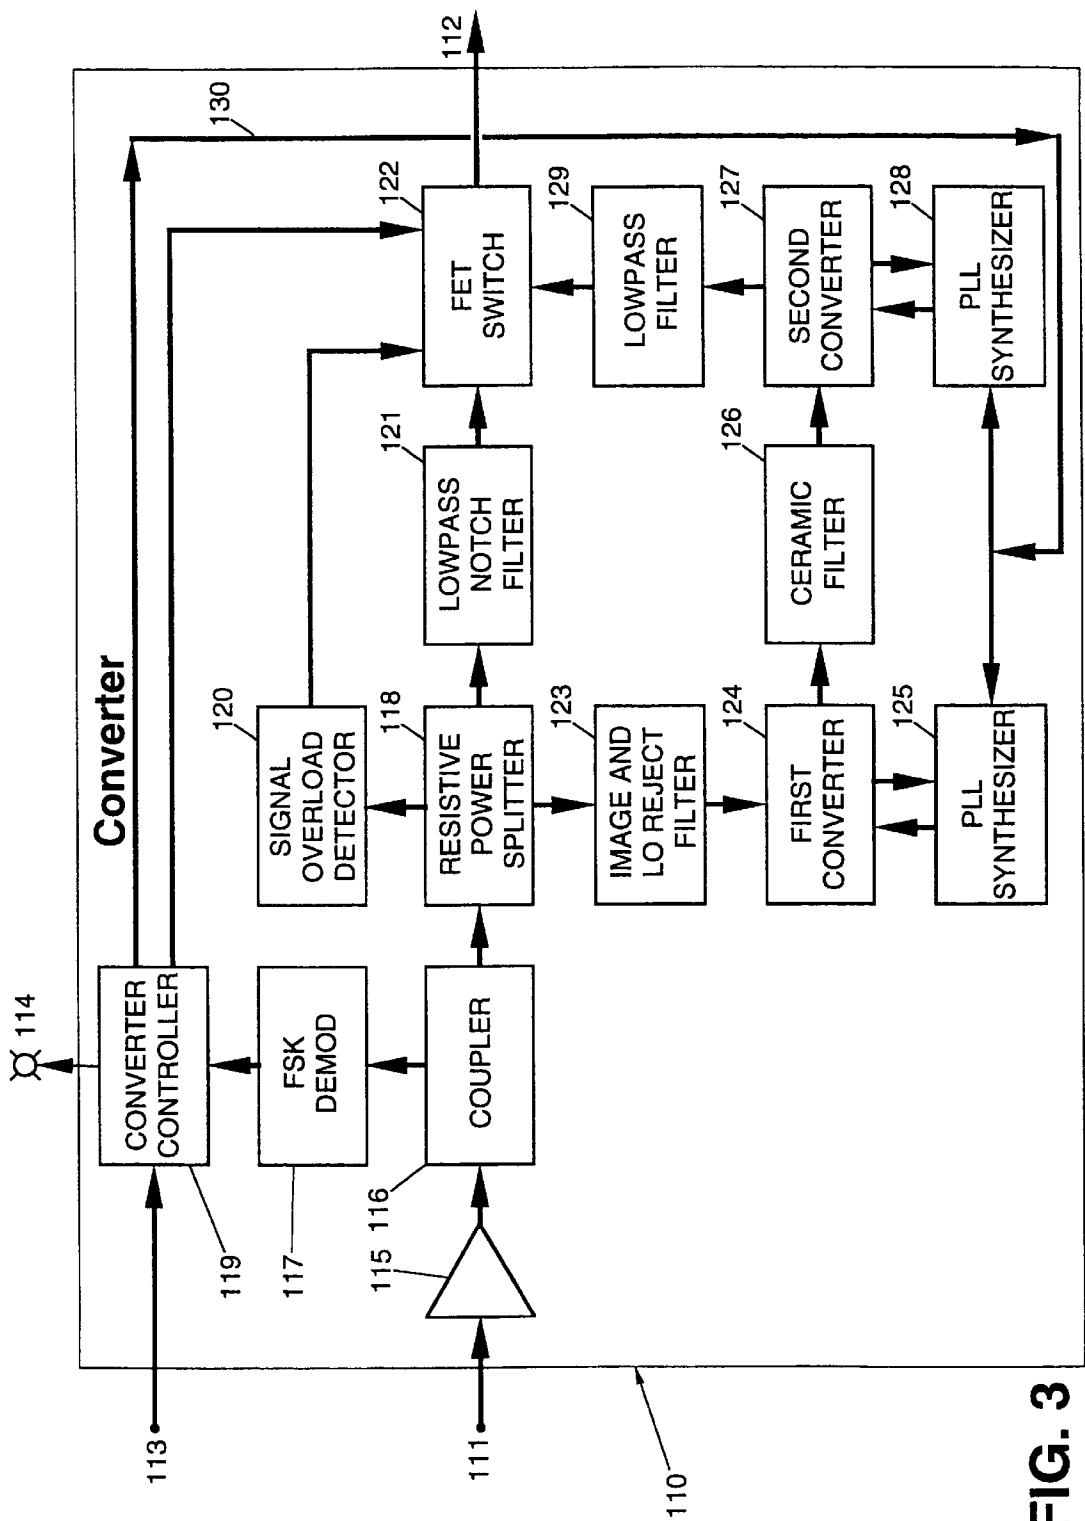 Converter
114
113
CONVERTER
CONTROLLER
119
130
FSK
DEMOD
117
SIGNAL
OVERLOAD
DETECTOR
120
111
115
COUPLER
116
RESISTIVE
POWER
SPLITTER
118
LOWPASS
NOTCH
FILTER
121
FET
SWITCH
122
112
IMAGE AND
LO REJECT
FILTER
123
LOWPASS
FILTER
129
FIRST
CONVERTER
124
CERAMIC
FILTER
126
SECOND
CONVERTER
127
PLL
SYNTHESIZER
125
PLL
SYNTHESIZER
128
110
FIG. 3